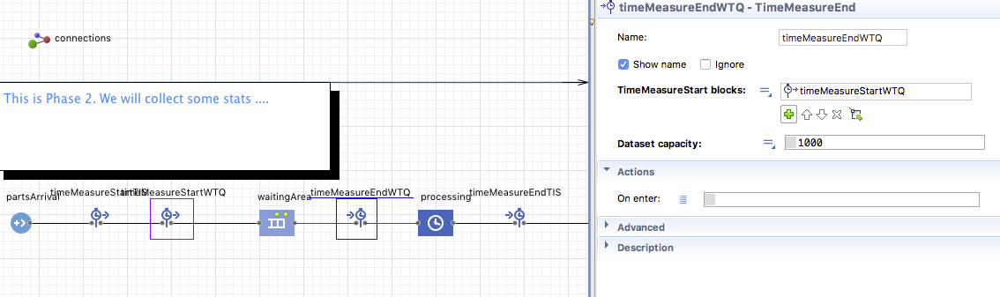 connections
This is Phase 2. We will collect some stats ....
partsArrival
timeMeasureStartTIS
timeMeasureStartWTQ
waitingArea
timeMeasureEndWTQ
processing
timeMeasureEndTIS
timeMeasureEndWTQ - TimeMeasureEnd
Name:
timeMeasureEndWTQ
Show name
Ignore
TimeMeasureStart blocks:
timeMeasureStartWTQ
Dataset capacity:
1000
Actions
On enter:
Advanced
Description